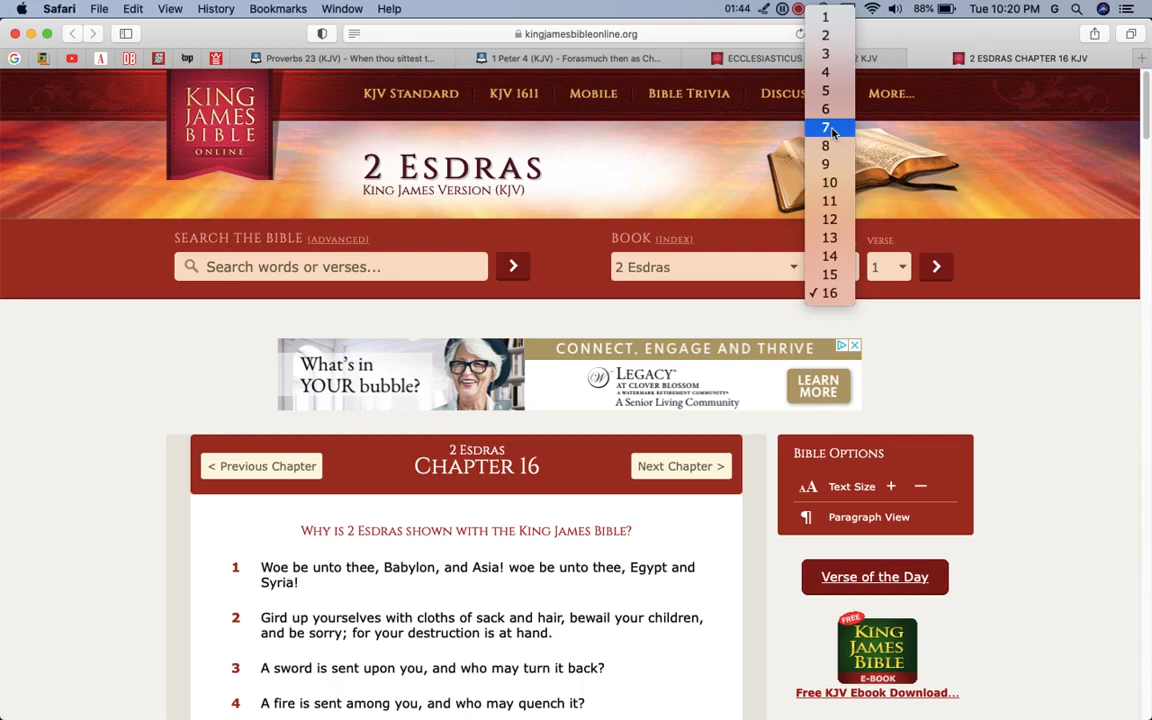 Safari File Edit View History Bookmarks Window Help 01:44 88% Tue 10:20 PM G
kingjamesbibleonline.org
Proverbs 23 (KJV) - When thou sittest t... 1 Peter 4 (KJV) - Forasmuch then as Ch... ECCLESIASTICUS 2 KJV 2 ESDRAS CHAPTER 16 KJV
G A DB top
KING JAMES BIBLE ONLINE
KJV STANDARD KJV 1611 MOBILE BIBLE TRIVIA DISCUS MORE...
2 ESDRAS
KING JAMES VERSION (KJV)
1
2
3
4
5
6
7
8
9
10
11
12
13
14
15
✓ 16
SEARCH THE BIBLE (ADVANCED) BOOK (INDEX) VERSE
Search words or verses... 2 Esdras 1
What's in
YOUR bubble?
CONNECT, ENGAGE AND THRIVE
LEGACY
AT CLOVER BLOSSOM
A WATERMARK RETIREMENT COMMUNITY
A Senior Living Community
LEARN
MORE
< Previous Chapter
2 ESDRAS
CHAPTER 16
Next Chapter >
WHY IS 2 ESDRAS SHOWN WITH THE KING JAMES BIBLE?
1 Woe be unto thee, Babylon, and Asia! woe be unto thee, Egypt and
Syria!
2 Gird up yourselves with cloths of sack and hair, bewail your children,
and be sorry; for your destruction is at hand.
3 A sword is sent upon you, and who may turn it back?
4 A fire is sent among you, and who may quench it?
BIBLE OPTIONS
AA Text Size + −
¶ Paragraph View
Verse of the Day
FREE
KING
JAMES
BIBLE
E-BOOK
Free KJV Ebook Download...